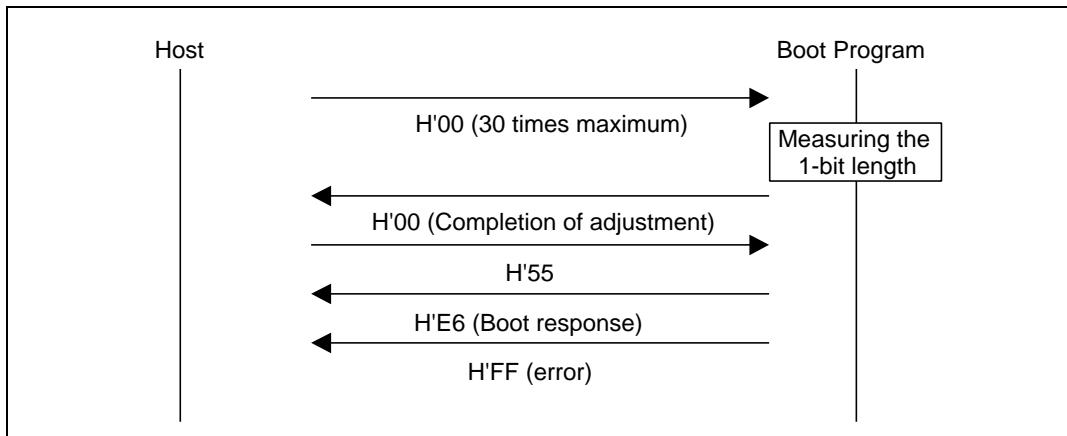 Host
Boot Program
H'00 (30 times maximum)
Measuring the
1-bit length
H'00 (Completion of adjustment)
H'55
H'E6 (Boot response)
H'FF (error)